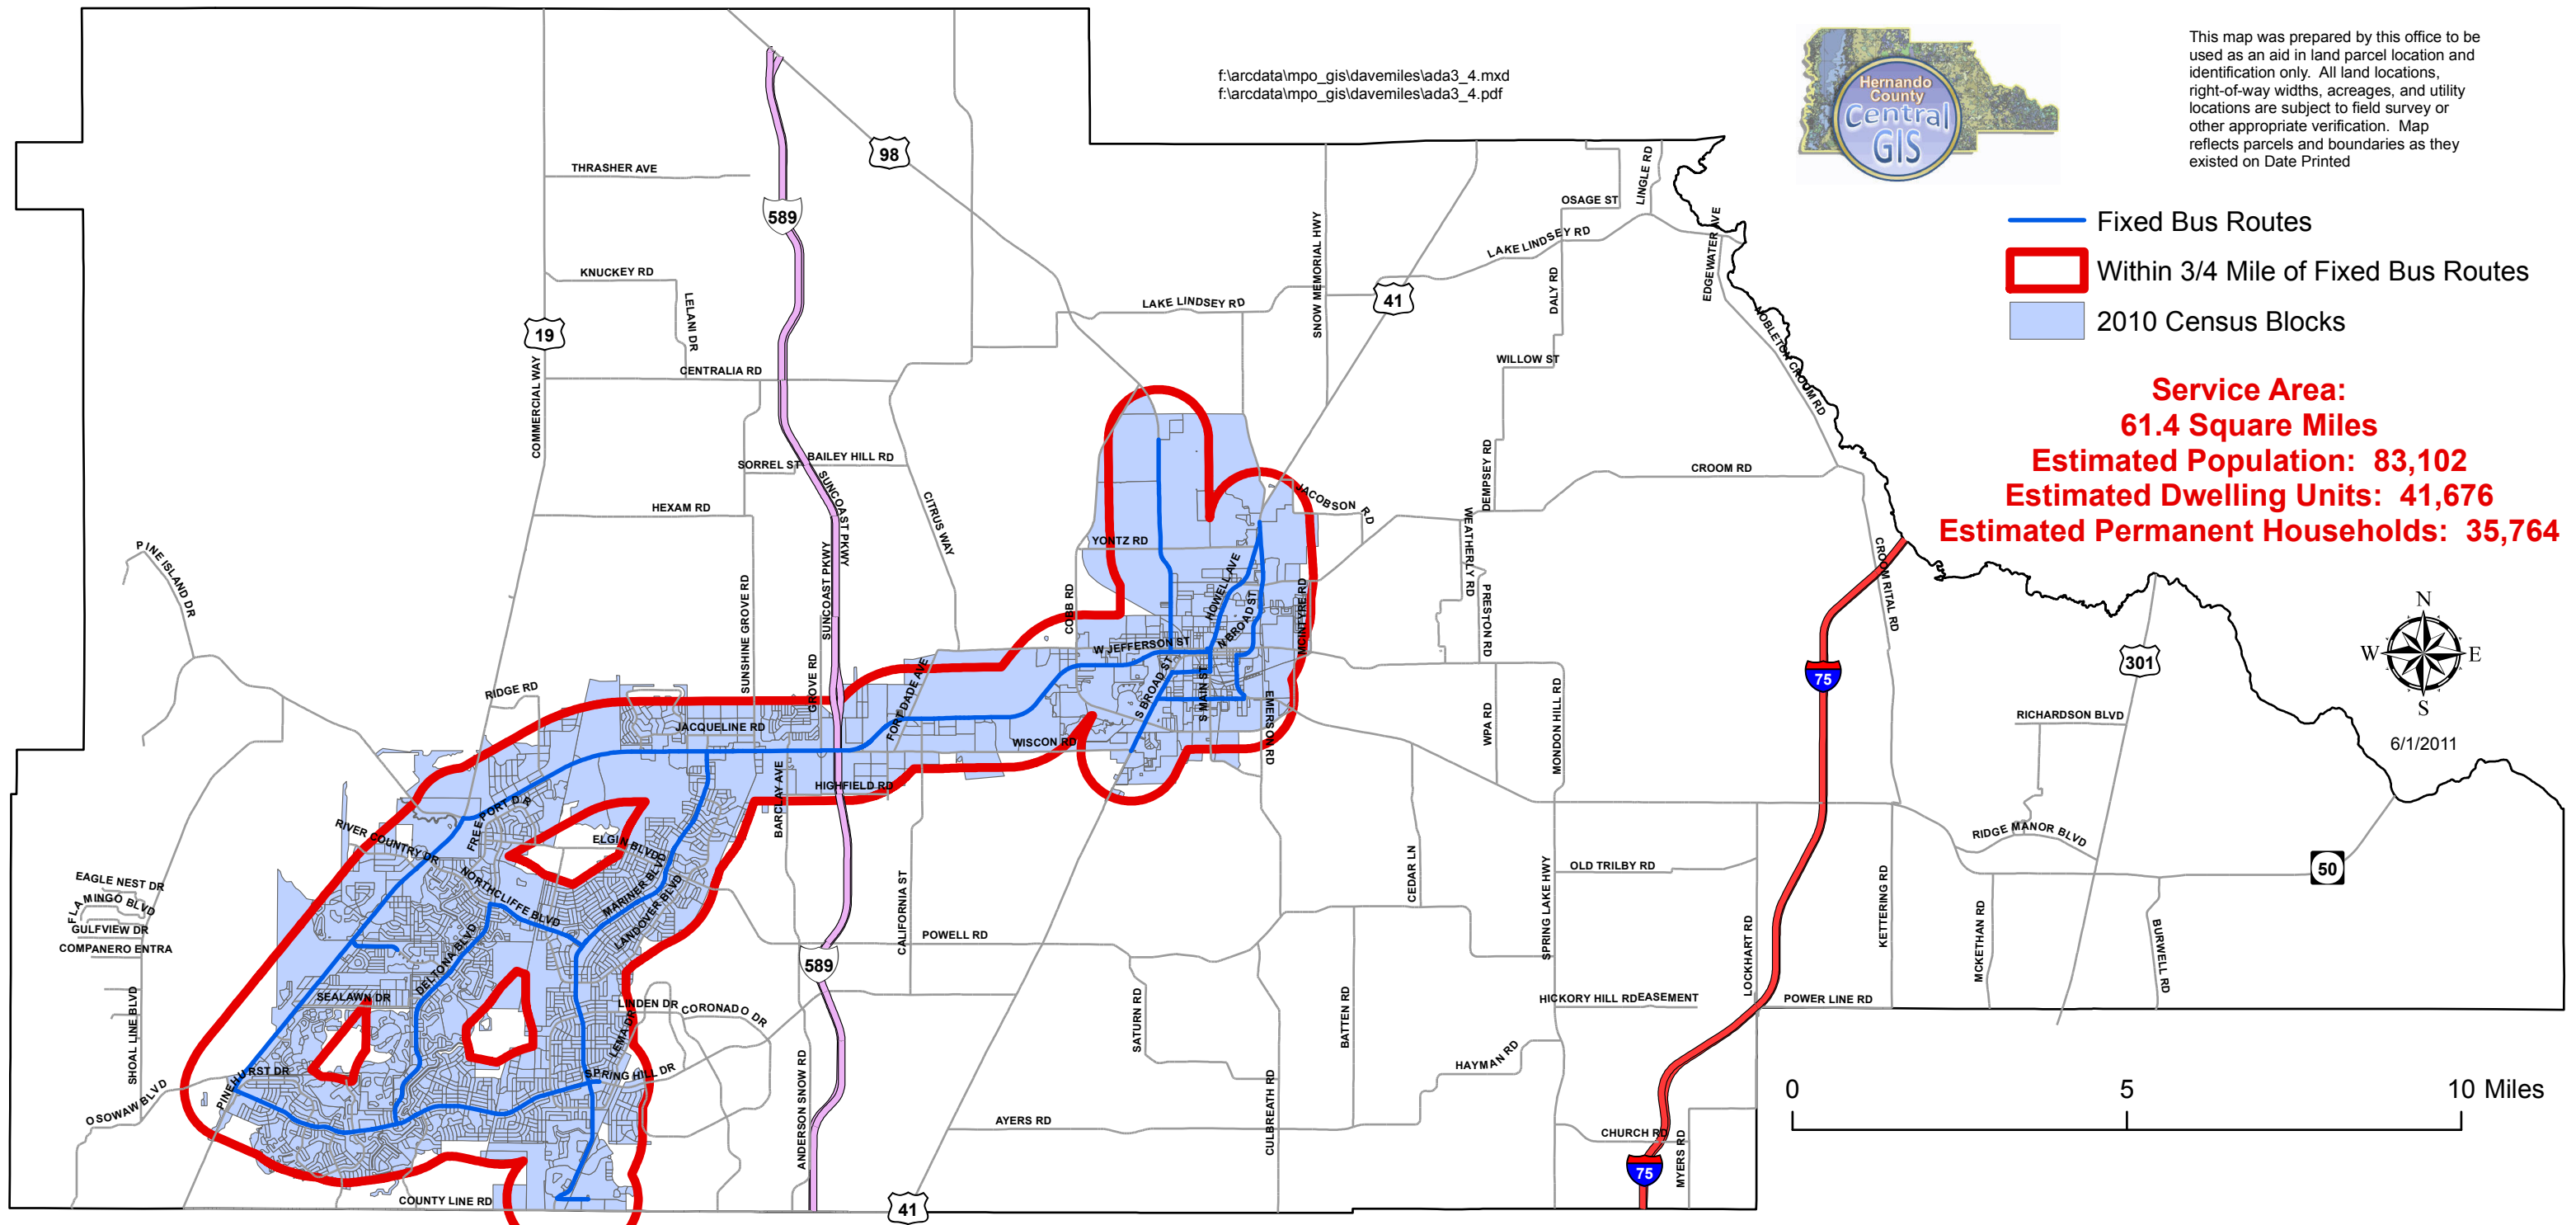 f:\arcdata\mpo_gis\davemiles\ada3_4.mxd
f:\arcdata\mpo_gis\davemiles\ada3_4.pdf
Hernando
County
Central
GIS
This map was prepared by this office to be
used as an aid in land parcel location and
identification only.  All land locations,
right-of-way widths, acreages, and utility
locations are subject to field survey or
other appropriate verification.  Map
reflects parcels and boundaries as they
existed on Date Printed
Fixed Bus Routes
Within 3/4 Mile of Fixed Bus Routes
2010 Census Blocks
Service Area:
61.4 Square Miles
Estimated Population:  83,102
Estimated Dwelling Units:  41,676
Estimated Permanent Households:  35,764
N
W E
S
6/1/2011
0 5 10 Miles
98
THRASHER AVE
589
KNUCKEY RD
LELANI DR
19
COMMERCIAL WAY
CENTRALIA RD
LAKE LINDSEY RD
SNOW MEMORIAL HWY
41
LAKE LINDSEY RD
OSAGE ST
LINGLE RD
DALY RD
EDGEWATER AVE
NOBLETON CROOM RD
WILLOW ST
SORREL ST
BAILEY HILL RD
SUNCOAST PKWY
CITRUS WAY
HEXAM RD
JACOBSON RD
DEMPSEY RD
CROOM RD
WEATHERLY RD
PRESTON RD
CROOM RITAL RD
PINE ISLAND DR
YONTZ RD
COBB RD
HOWELL AVE
N BROAD ST
MCINTYRE RD
SUNSHINE GROVE RD
SUNCOAST PKWY
GROVE RD
W JEFFERSON ST
FORT DADE AVE
S BROAD ST
S MAIN ST
EMERSON RD
WISCON RD
RIDGE RD
JACQUELINE RD
HIGHFIELD RD
BARCLAY AVE
WPA RD
MONDON HILL RD
75
301
RICHARDSON BLVD
RIDGE MANOR BLVD
50
FREEPORT DR
RIVER COUNTRY DR
ELGIN BLVD
NORTHCLIFFE BLVD
MARINER BLVD
LANDOVER BLVD
DELTONA BLVD
EAGLE NEST DR
FLAMINGO BLVD
GULFVIEW DR
COMPANERO ENTRA
SHOAL LINE BLVD
CALIFORNIA ST
POWELL RD
589
CEDAR LN
SPRING LAKE HWY
OLD TRILBY RD
LOCKHART RD
KETTERING RD
MCKETHAN RD
BURWELL RD
SEALAWN DR
LINDEN DR
CORONADO DR
LEMA DR
SPRING HILL DR
PINEHURST DR
OSOWAW BLVD
ANDERSON SNOW RD
SATURN RD
BATTEN RD
HICKORY HILL RD
EASEMENT
POWER LINE RD
HAYMAN RD
CULBREATH RD
AYERS RD
CHURCH RD
MYERS RD
75
COUNTY LINE RD
41